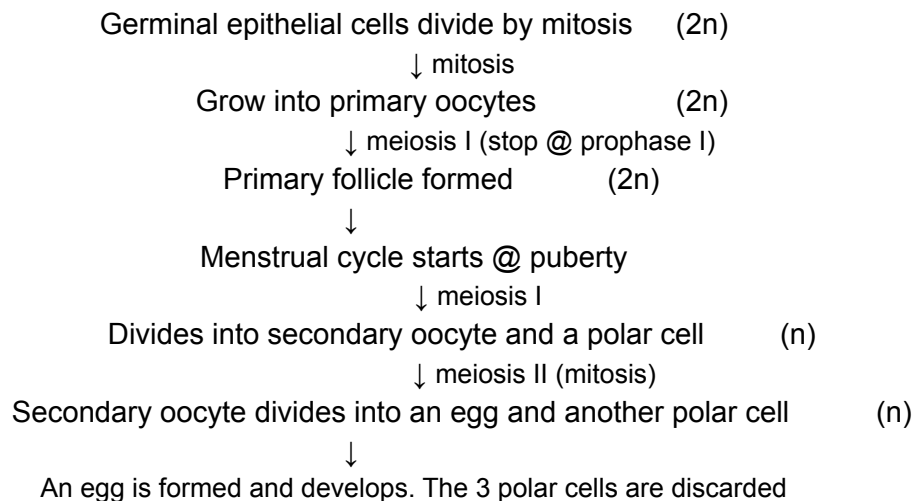 Germinal epithelial cells divide by mitosis (2n)
↓ mitosis
Grow into primary oocytes (2n)
↓ meiosis I (stop @ prophase I)
Primary follicle formed (2n)
↓
Menstrual cycle starts @ puberty
↓ meiosis I
Divides into secondary oocyte and a polar cell (n)
↓ meiosis II (mitosis)
Secondary oocyte divides into an egg and another polar cell (n)
↓
An egg is formed and develops. The 3 polar cells are discarded